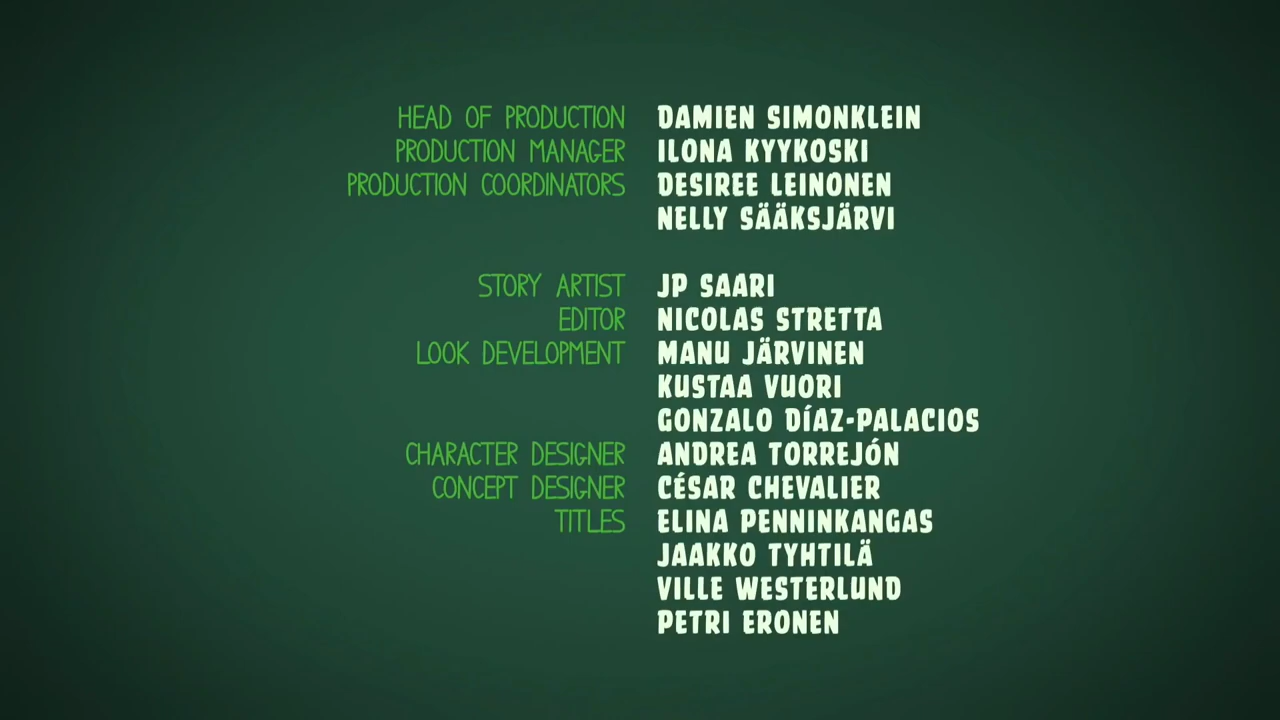 HEAD OF PRODUCTION DAMIEN SIMONKLEIN
PRODUCTION MANAGER ILONA KYYKOSKI
PRODUCTION COORDINATORS DESIREE LEINONEN
NELLY SÄÄKSJÄRVI
STORY ARTIST JP SAARI
EDITOR NICOLAS STRETTA
LOOK DEVELOPMENT MANU JÄRVINEN
KUSTAA VUORI
GONZALO DÍAZ-PALACIOS
CHARACTER DESIGNER ANDREA TORREJÓN
CONCEPT DESIGNER CÉSAR CHEVALIER
TITLES ELINA PENNINKANGAS
JAAKKO TYHTILÄ
VILLE WESTERLUND
PETRI ERONEN